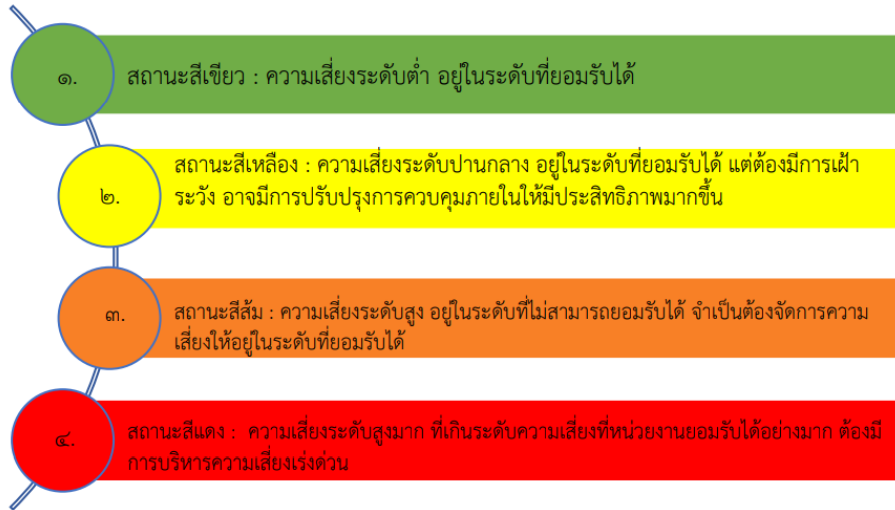 ๑. สถานะสีเขียว : ความเสี่ยงระดับต่ำ อยู่ในระดับที่ยอมรับได้
๒. สถานะสีเหลือง : ความเสี่ยงระดับปานกลาง อยู่ในระดับที่ยอมรับได้ แต่ต้องมีการเฝ้า
ระวัง อาจมีการปรับปรุงการควบคุมภายในให้มีประสิทธิภาพมากขึ้น
๓. สถานะสีส้ม : ความเสี่ยงระดับสูง อยู่ในระดับที่ไม่สามารถยอมรับได้ จำเป็นต้องจัดการความ
เสี่ยงให้อยู่ในระดับที่ยอมรับได้
๔. สถานะสีแดง : ความเสี่ยงระดับสูงมาก ที่เกินระดับความเสี่ยงที่หน่วยงานยอมรับได้อย่างมาก ต้องมี
การบริหารความเสี่ยงเร่งด่วน